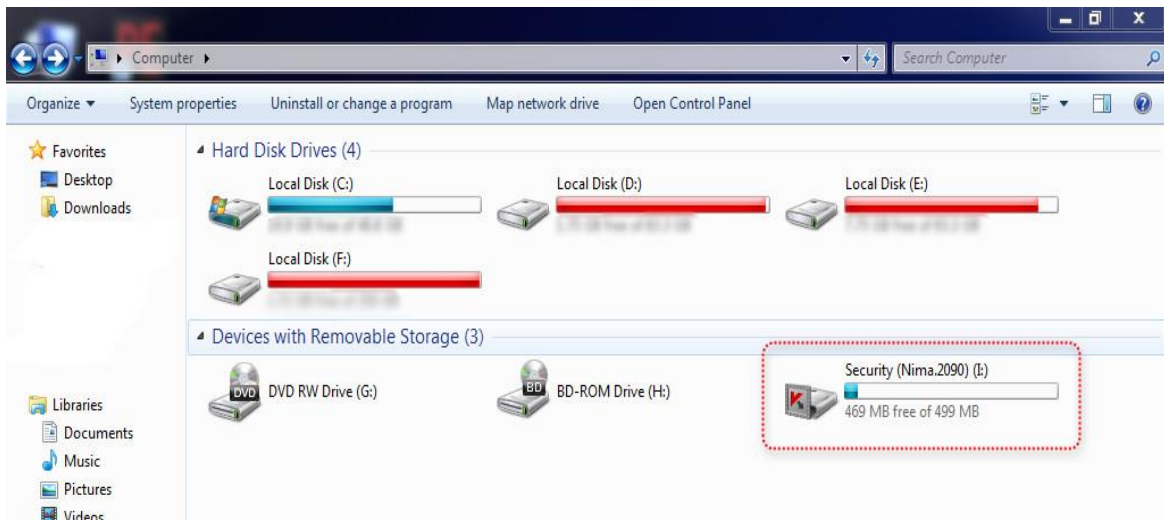 Computer
Search Computer
Organize System properties Uninstall or change a program Map network drive Open Control Panel
Favorites
Desktop
Downloads
Libraries
Documents
Music
Pictures
Videos
Hard Disk Drives (4)
Local Disk (C:)
Local Disk (D:)
Local Disk (E:)
Local Disk (F:)
Devices with Removable Storage (3)
DVD
DVD RW Drive (G:)
BD
BD-ROM Drive (H:)
Security (Nima.2090) (I:)
469 MB free of 499 MB